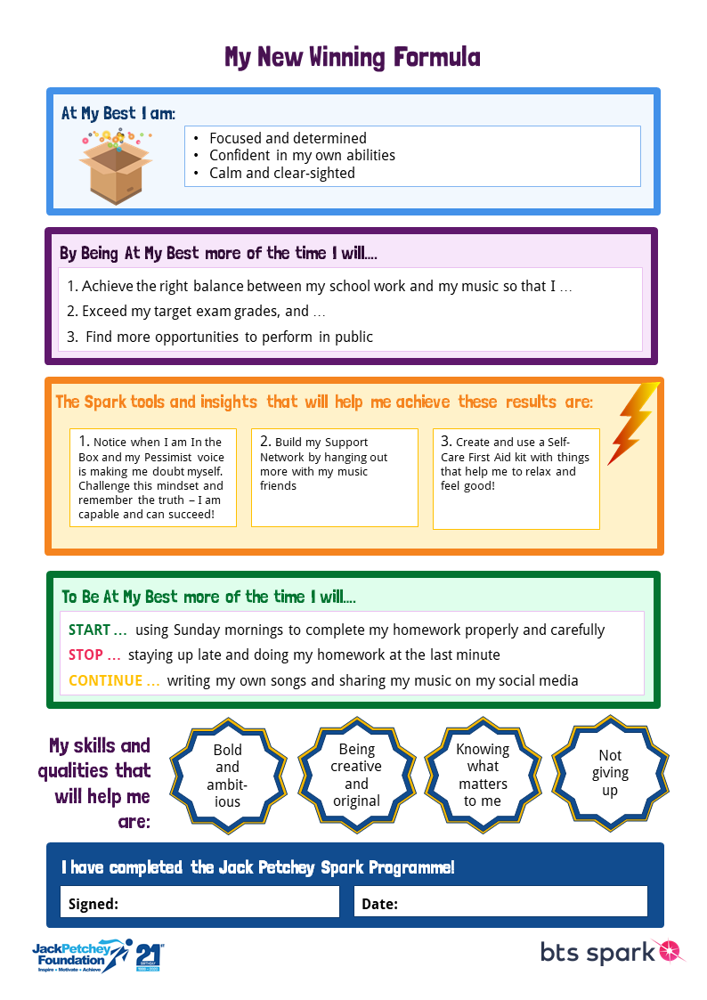 My New Winning Formula
At My Best I am:
• Focused and determined
• Confident in my own abilities
• Calm and clear-sighted
By Being At My Best more of the time I will....
1. Achieve the right balance between my school work and my music so that I …
2. Exceed my target exam grades, and …
3. Find more opportunities to perform in public
The Spark tools and insights that will help me achieve these results are:
1. Notice when I am In the
Box and my Pessimist voice
is making me doubt myself.
Challenge this mindset and
remember the truth – I am
capable and can succeed!
2. Build my Support
Network by hanging out
more with my music
friends
3. Create and use a Self-
Care First Aid kit with things
that help me to relax and
feel good!
To Be At My Best more of the time I will....
START … using Sunday mornings to complete my homework properly and carefully
STOP … staying up late and doing my homework at the last minute
CONTINUE … writing my own songs and sharing my music on my social media
My skills and
qualities that
will help me
are:
Bold
and
ambit-
ious
Being
creative
and
original
Knowing
what
matters
to me
Not
giving
up
I have completed the Jack Petchey Spark Programme!
Signed:
Date:
JackPetchey
Foundation
Inspire • Motivate • Achieve
21st
BIRTHDAY
bts spark